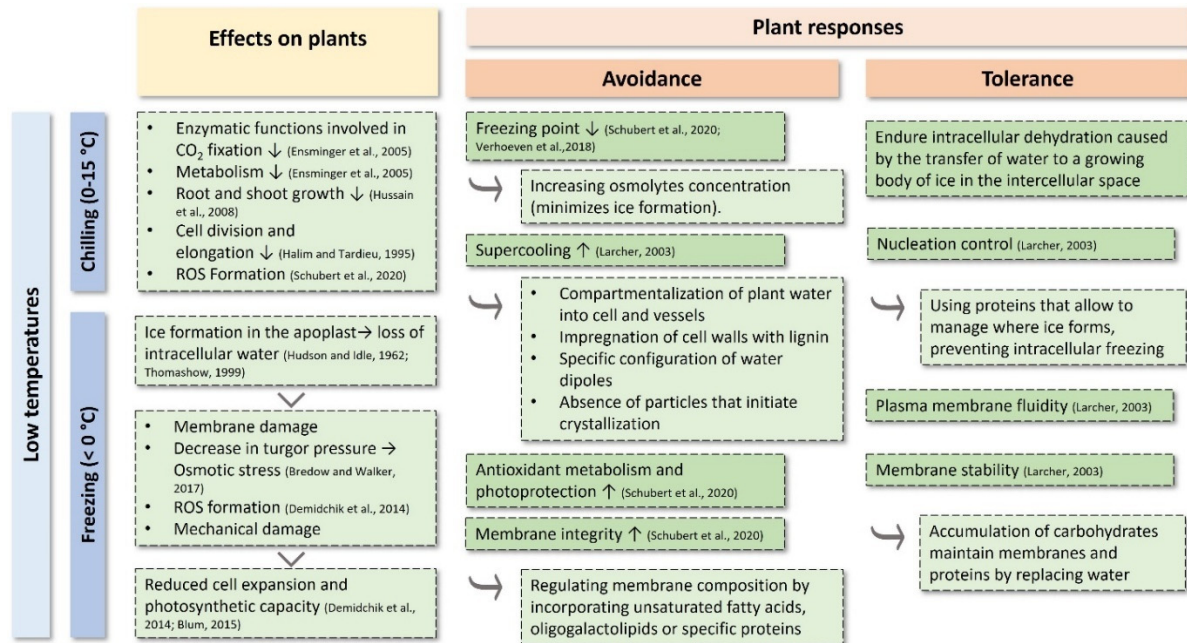 Effects on plants
Plant responses
Avoidance
Tolerance
Low temperatures
Chilling (0-15 °C)
Freezing (< 0 °C)
• Enzymatic functions involved in
CO₂ fixation ↓ (Ensminger et al., 2005)
• Metabolism ↓ (Ensminger et al., 2005)
• Root and shoot growth ↓ (Hussain
et al., 2008)
• Cell division and
elongation ↓ (Halim and Tardieu, 1995)
• ROS Formation (Schubert et al., 2020)
Ice formation in the apoplast→ loss of
intracellular water (Hudson and Idle, 1962;
Thomashow, 1999)
• Membrane damage
• Decrease in turgor pressure →
Osmotic stress (Bredow and Walker,
2017)
• ROS formation (Demidchik et al., 2014)
• Mechanical damage
Reduced cell expansion and
photosynthetic capacity (Demidchik et al.,
2014; Blum, 2015)
Freezing point ↓ (Schubert et al., 2020;
Verhoeven et al.,2018)
Increasing osmolytes concentration
(minimizes ice formation).
Supercooling ↑ (Larcher, 2003)
• Compartmentalization of plant water
into cell and vessels
• Impregnation of cell walls with lignin
• Specific configuration of water
dipoles
• Absence of particles that initiate
crystallization
Antioxidant metabolism and
photoprotection ↑ (Schubert et al., 2020)
Membrane integrity ↑ (Schubert et al., 2020)
Regulating membrane composition by
incorporating unsaturated fatty acids,
oligogalactolipids or specific proteins
Endure intracellular dehydration caused
by the transfer of water to a growing
body of ice in the intercellular space
Nucleation control (Larcher, 2003)
Using proteins that allow to
manage where ice forms,
preventing intracellular freezing
Plasma membrane fluidity (Larcher, 2003)
Membrane stability (Larcher, 2003)
Accumulation of carbohydrates
maintain membranes and
proteins by replacing water